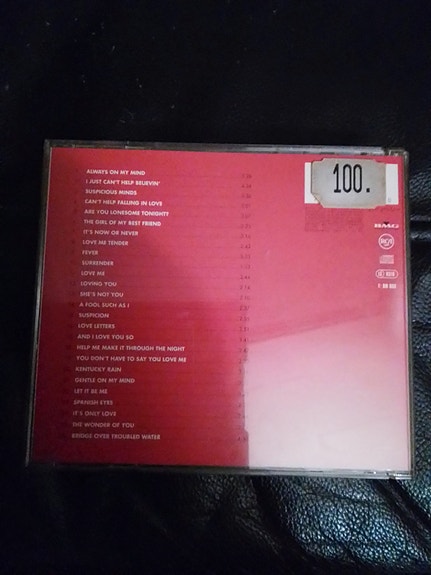 ALWAYS ON MY MIND
I JUST CAN'T HELP BELIEVIN'
SUSPICIOUS MINDS
CAN'T HELP FALLING IN LOVE
ARE YOU LONESOME TONIGHT?
THE GIRL OF MY BEST FRIEND
IT'S NOW OR NEVER
LOVE ME TENDER
FEVER
SURRENDER
LOVE ME
LOVING YOU
SHE'S NOT YOU
A FOOL SUCH AS I
SUSPICION
LOVE LETTERS
AND I LOVE YOU SO
HELP ME MAKE IT THROUGH THE NIGHT
YOU DON'T HAVE TO SAY YOU LOVE ME
KENTUCKY RAIN
GENTLE ON MY MIND
LET IT BE ME
SPANISH EYES
IT'S ONLY LOVE
THE WONDER OF YOU
BRIDGE OVER TROUBLED WATER
100.
BMG
RCA